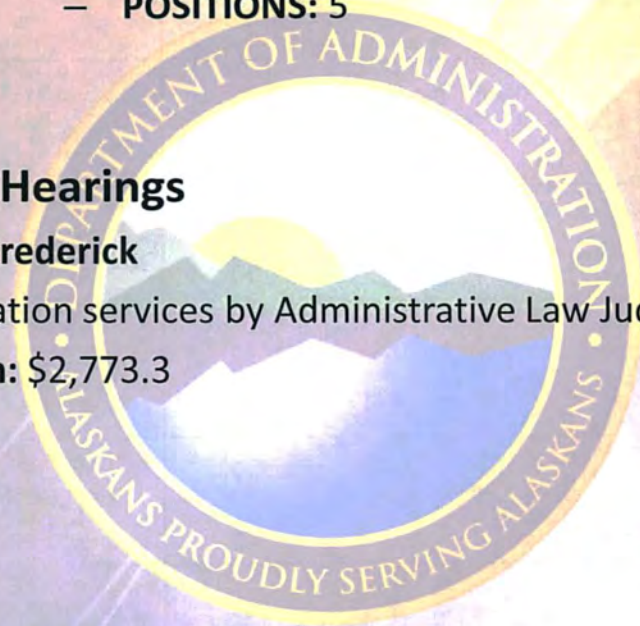 – POSITIONS: 5
Hearings
rederick
ation services by Administrative Law Juc
: $2,773.3
DEPARTMENT OF ADMINISTRATION
• ALASKANS PROUDLY SERVING ALASKANS •